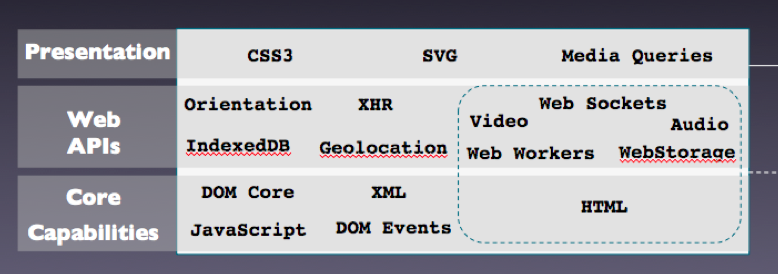 Presentation CSS3 SVG Media Queries
Web APIs
Orientation XHR Web Sockets
Video Audio
IndexedDB Geolocation Web Workers WebStorage
Core Capabilities
DOM Core XML HTML
JavaScript DOM Events